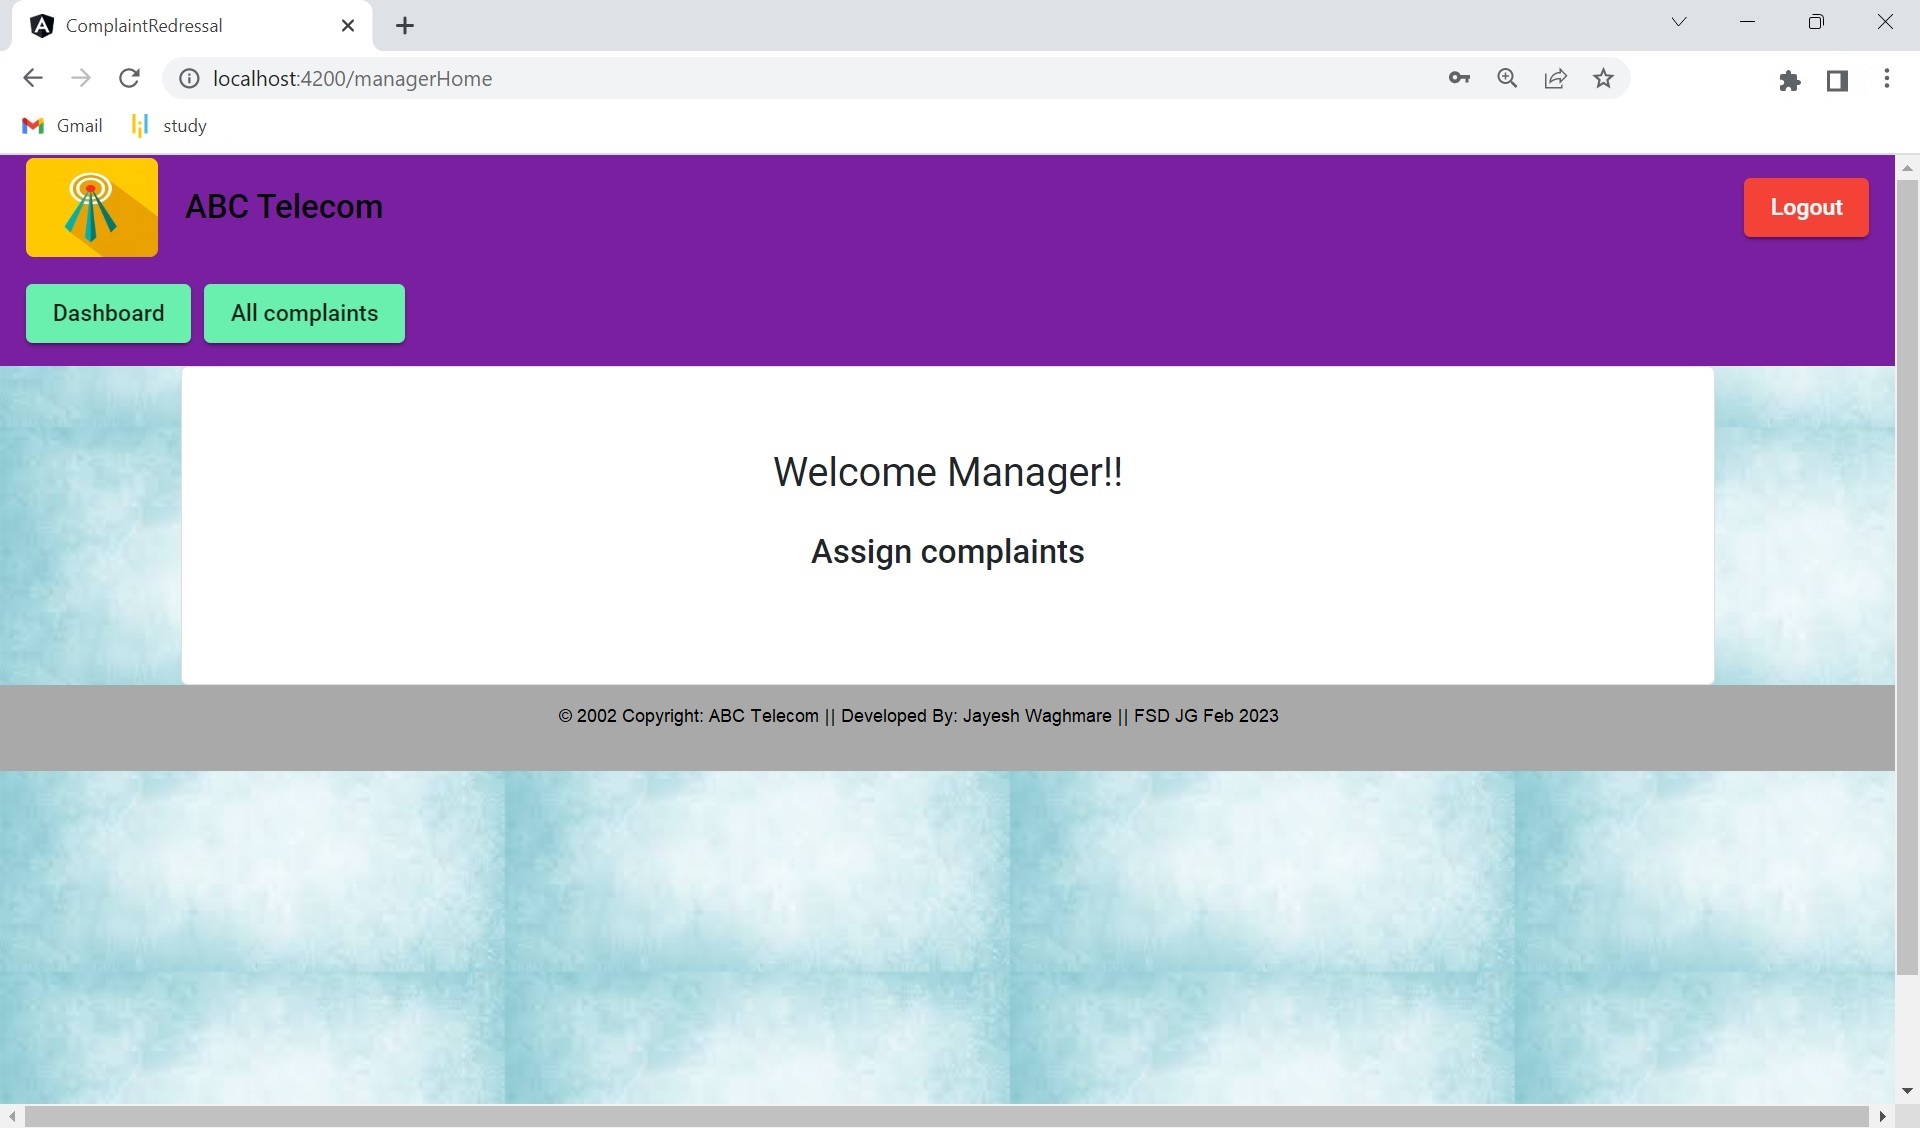 ComplaintRedressal
localhost:4200/managerHome
Gmail study
ABC Telecom
Logout
Dashboard All complaints
Welcome Manager!!
Assign complaints
© 2002 Copyright: ABC Telecom || Developed By: Jayesh Waghmare || FSD JG Feb 2023